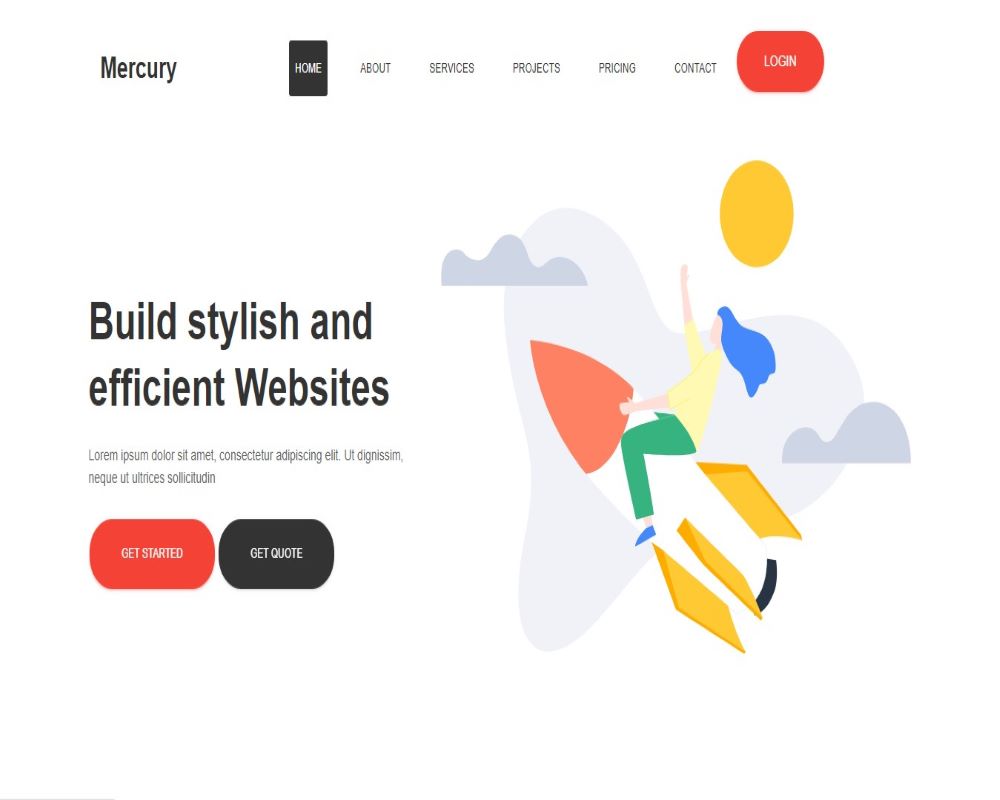 Mercury
HOME ABOUT SERVICES PROJECTS PRICING CONTACT LOGIN
Build stylish and
efficient Websites
Lorem ipsum dolor sit amet, consectetur adipiscing elit. Ut dignissim,
neque ut ultrices sollicitudin
GET STARTED GET QUOTE